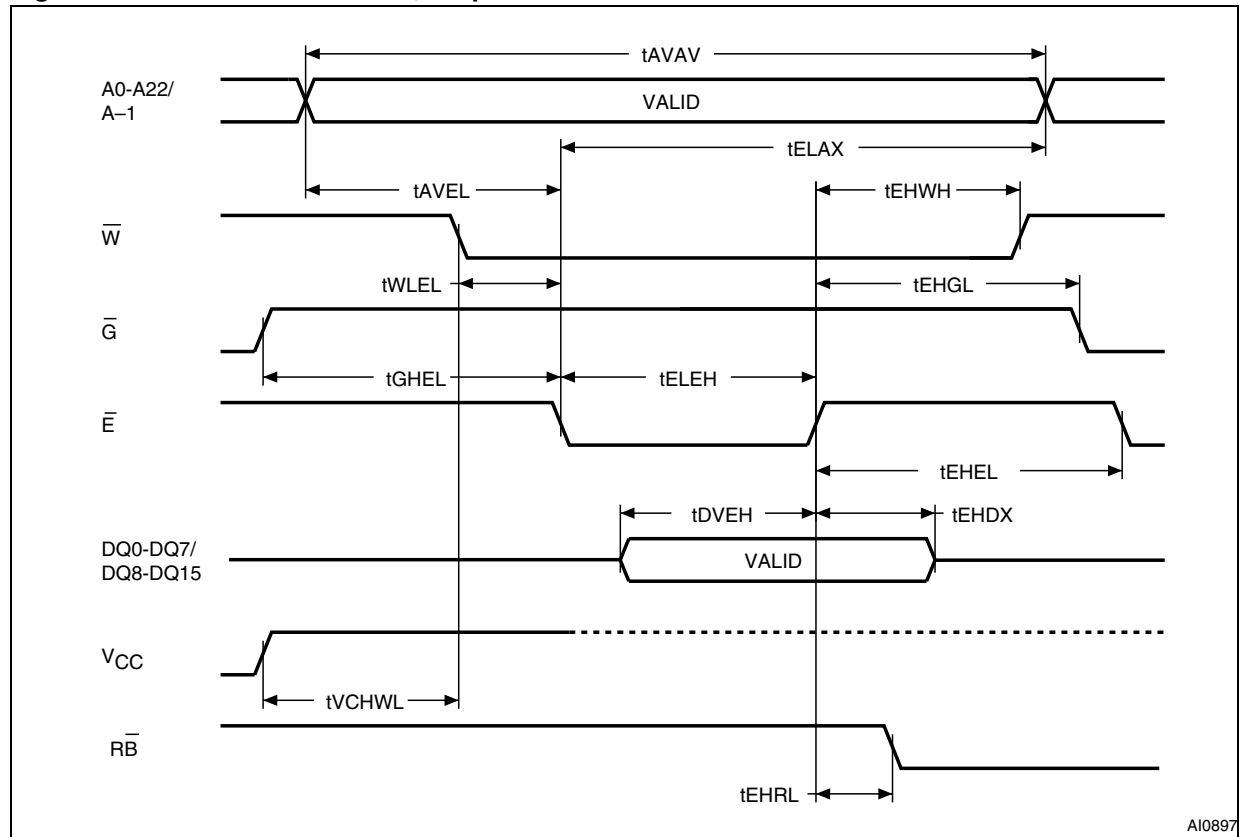 tAVAV
A0-A22/
A–1
VALID
tELAX
tAVEL
tEHWH
W̅
tWLEL
tEHGL
G̅
tGHEL
tELEH
E̅
tEHEL
tDVEH
tEHDX
DQ0-DQ7/
DQ8-DQ15
VALID
VCC
tVCHWL
RB̅
tEHRL
AI0897